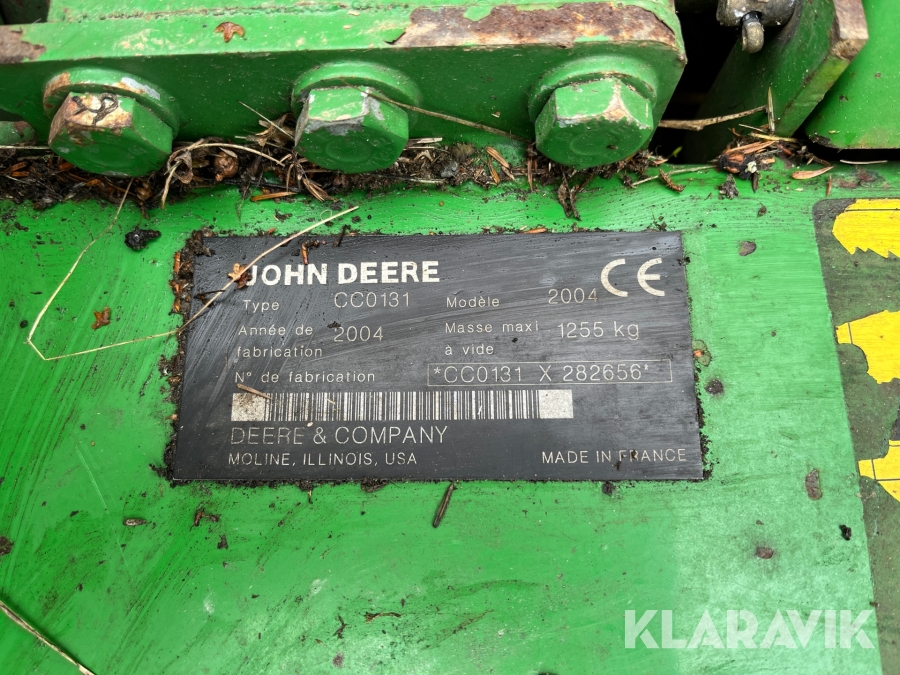 JOHN DEERE
CE
Type CC0131 Modèle 2004
Année de fabrication 2004 Masse maxi à vide 1255 kg
N° de fabrication *CC0131 X 282656*
DEERE & COMPANY
MOLINE, ILLINOIS, USA MADE IN FRANCE
KLARAVIK